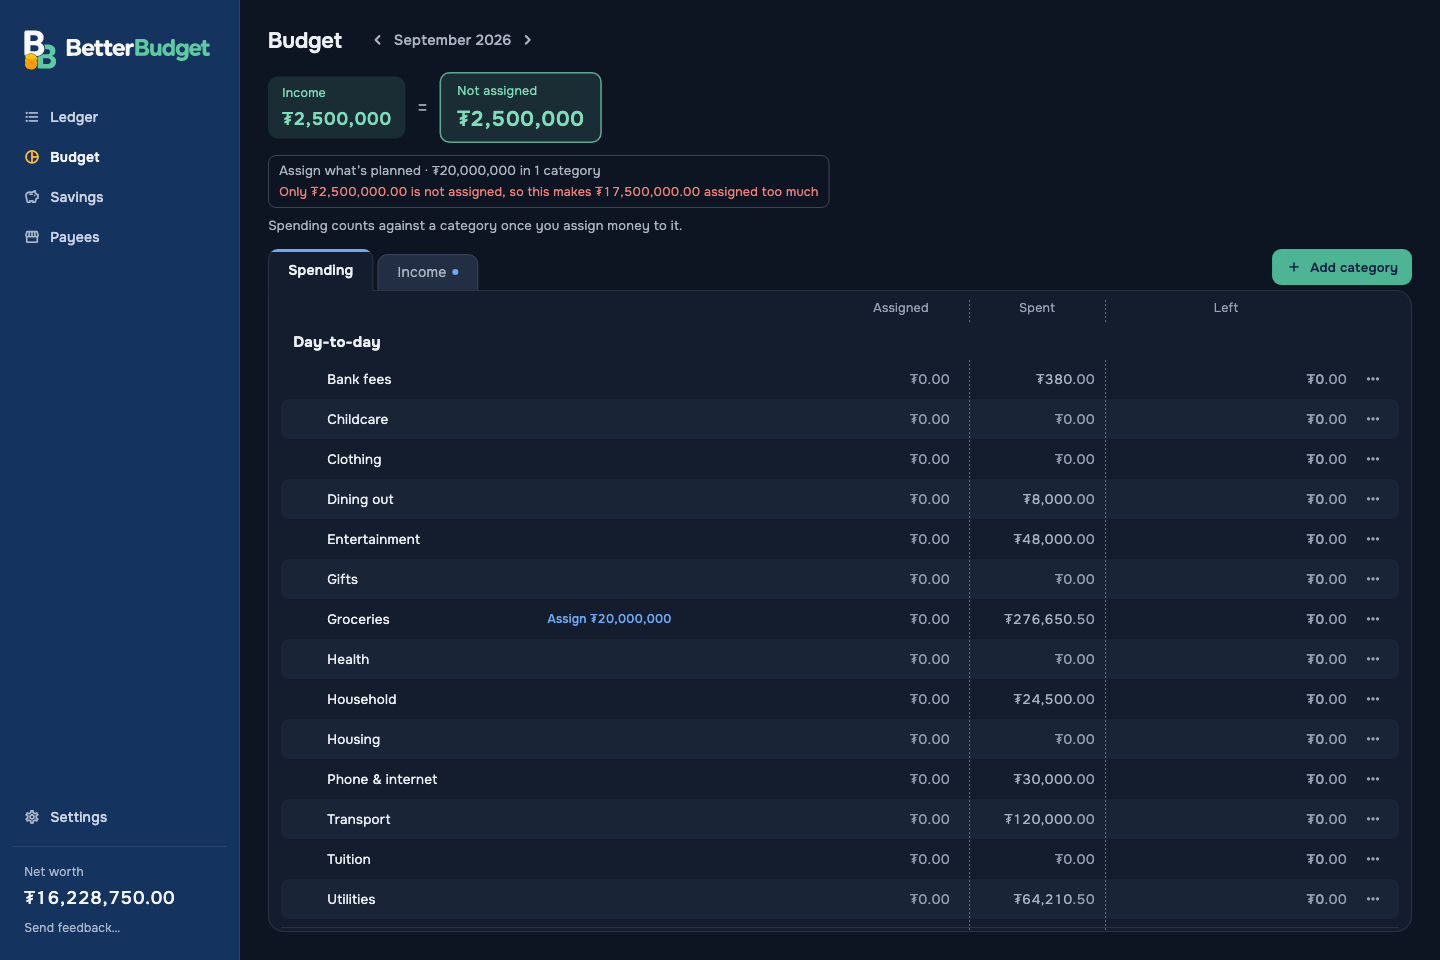 BetterBudget
Ledger
Budget
Savings
Payees
Settings
Net worth
₮16,228,750.00
Send feedback...
Budget
September 2026
Income
₮2,500,000
=
Not assigned
₮2,500,000
Assign what's planned · ₮20,000,000 in 1 category
Only ₮2,500,000.00 is not assigned, so this makes ₮17,500,000.00 assigned too much
Spending counts against a category once you assign money to it.
Spending
Income
+ Add category
Assigned Spent Left
Day-to-day
Bank fees ₮0.00 ₮380.00 ₮0.00
Childcare ₮0.00 ₮0.00 ₮0.00
Clothing ₮0.00 ₮0.00 ₮0.00
Dining out ₮0.00 ₮8,000.00 ₮0.00
Entertainment ₮0.00 ₮48,000.00 ₮0.00
Gifts ₮0.00 ₮0.00 ₮0.00
Groceries Assign ₮20,000,000 ₮0.00 ₮276,650.50 ₮0.00
Health ₮0.00 ₮0.00 ₮0.00
Household ₮0.00 ₮24,500.00 ₮0.00
Housing ₮0.00 ₮0.00 ₮0.00
Phone & internet ₮0.00 ₮30,000.00 ₮0.00
Transport ₮0.00 ₮120,000.00 ₮0.00
Tuition ₮0.00 ₮0.00 ₮0.00
Utilities ₮0.00 ₮64,210.50 ₮0.00